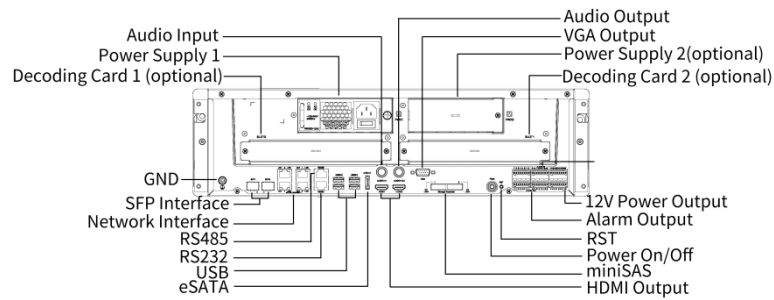 Audio Output
Audio Input
VGA Output
Power Supply 1
Power Supply 2(optional)
Decoding Card 1 (optional)
Decoding Card 2 (optional)
GND
SFP Interface
12V Power Output
Network Interface
Alarm Output
RS485
RST
RS232
Power On/Off
USB
miniSAS
eSATA
HDMI Output